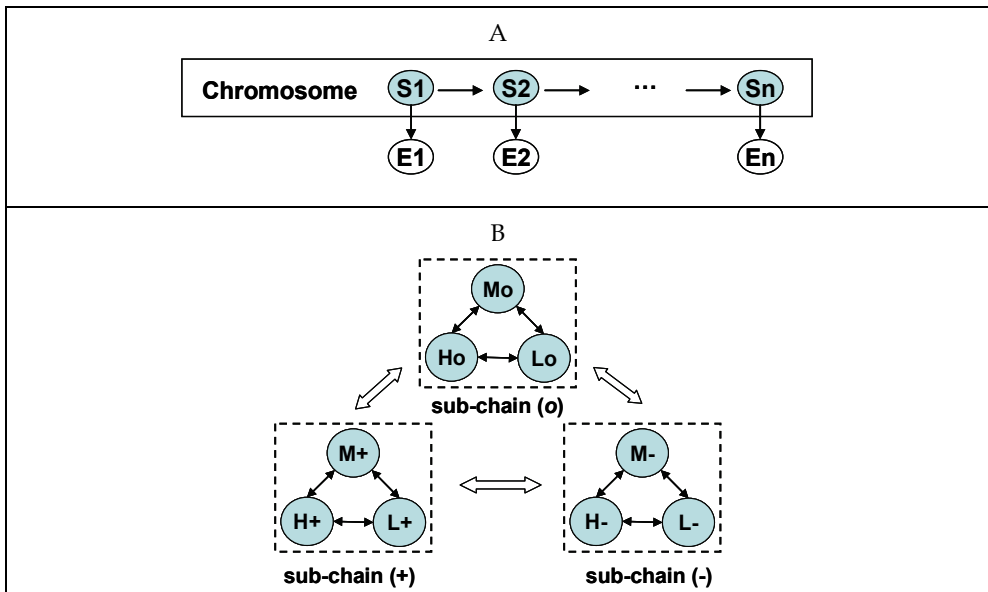 A
Chromosome S1 S2 ... Sn
E1 E2 En
B
Mo
Ho Lo
sub-chain (o)
M+ M-
H+ L+ H- L-
sub-chain (+) sub-chain (-)